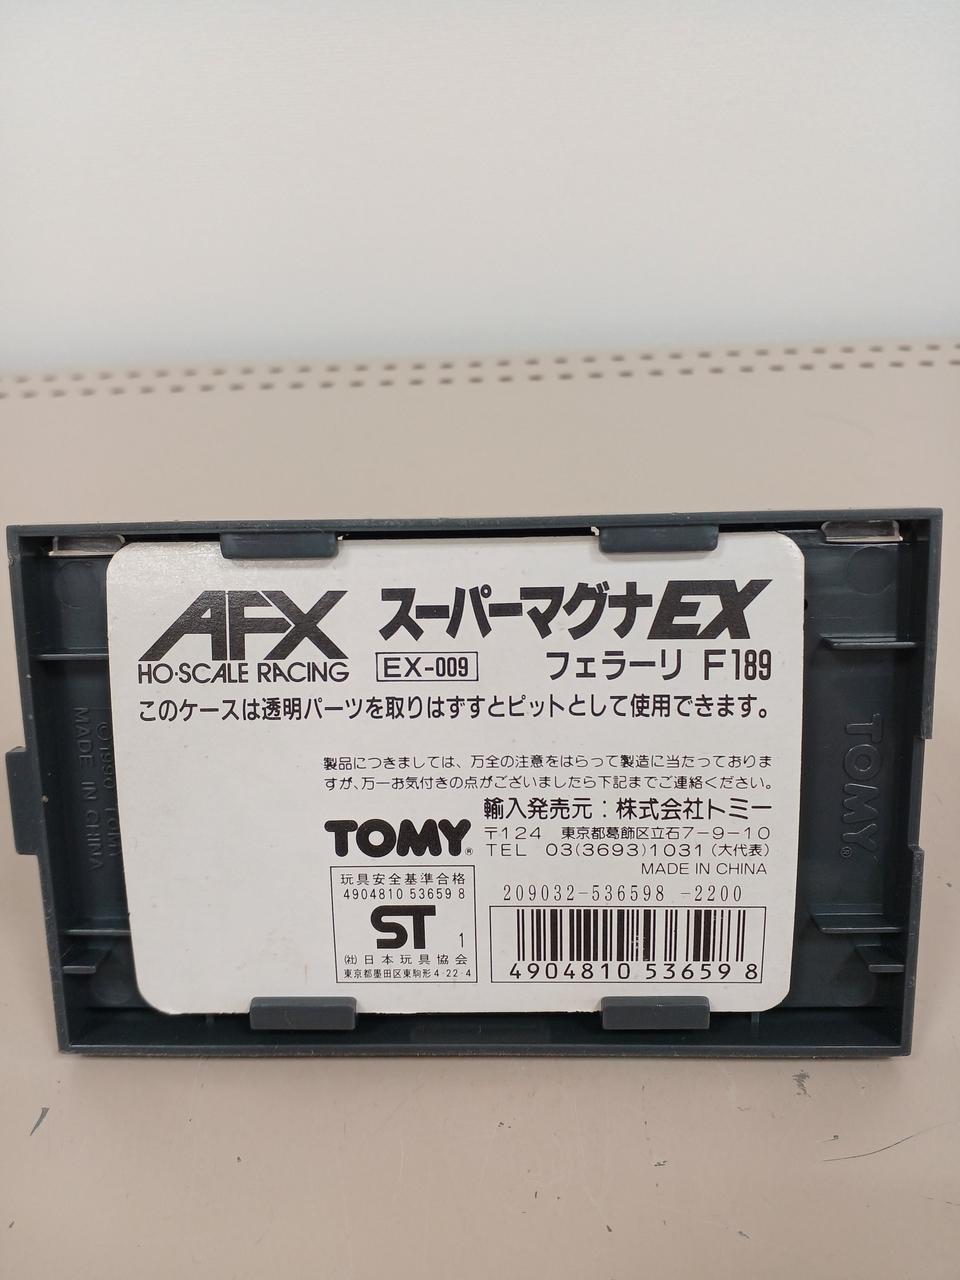 AFX
HO·SCALE RACING
スーパーマグナEX
EX-009
フェラーリ F189
このケースは透明パーツを取りはずすとピットとして使用できます。
製品につきましては、万全の注意をはらって製造に当たっておりま
すが、万一お気付きの点がございましたら下記までご連絡ください。
輸入発売元：株式会社トミー
TOMY®
〒124 東京都葛飾区立石7-9-10
TEL 03(3693)1031(大代表)
MADE IN CHINA
209032-536598 -2200
4904810 536598
玩具安全基準合格
4904810 53659 8
ST 1
㈳日本玩具協会
東京都墨田区東駒形4-22-4
© 1990 TOMY
MADE IN CHINA
TOMY®